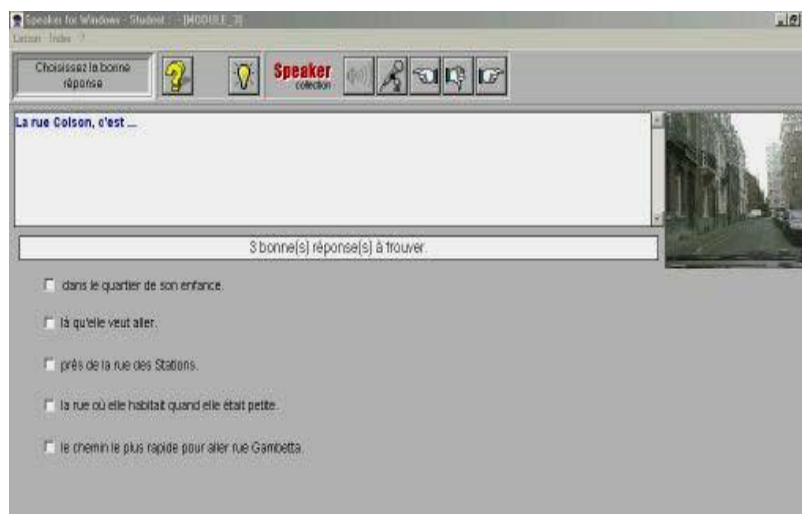 Speaker for Windows - Student : - [MODULE_3]
Lesson Index ?
Choisissez la bonne
réponse
Speaker
collection
La rue Colson, c'est ...
3 bonne(s) réponse(s) à trouver.
dans le quartier de son enfance.
là qu'elle veut aller.
près de la rue des Stations.
la rue où elle habitait quand elle était petite.
le chemin le plus rapide pour aller rue Gambetta.